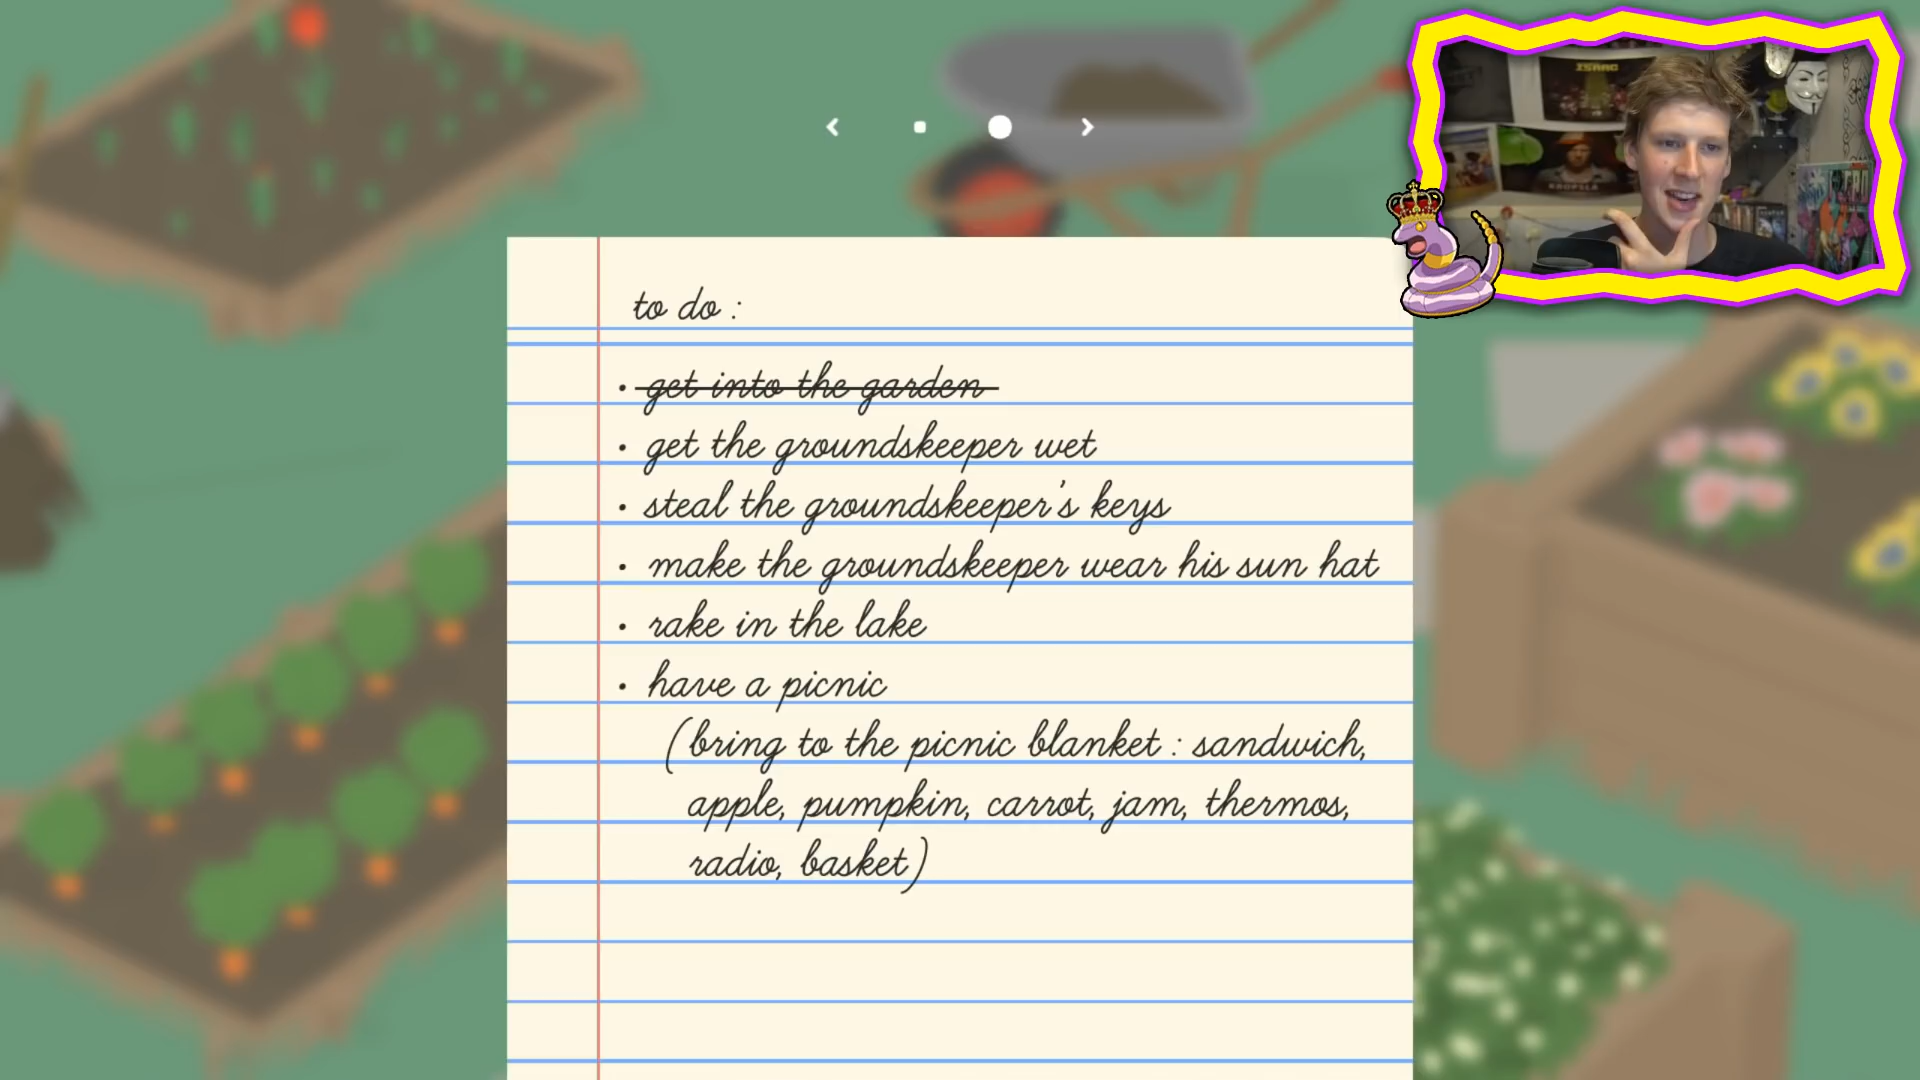 ISAAC
to do :
• get into the garden
• get the groundskeeper wet
• steal the groundskeeper's keys
• make the groundskeeper wear his sun hat
• rake in the lake
• have a picnic
(bring to the picnic blanket : sandwich,
apple, pumpkin, carrot, jam, thermos,
radio, basket)